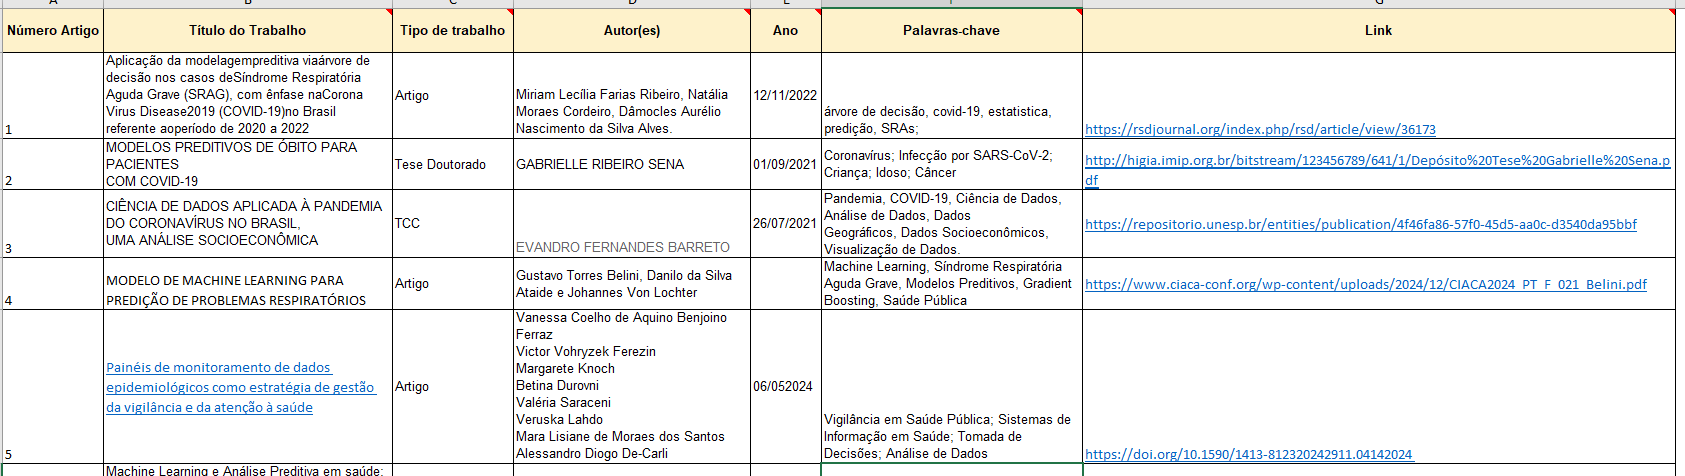 Número Artigo
Título do Trabalho
Tipo de trabalho
Autor(es)
Ano
Palavras-chave
Link
1
Aplicação da modelagempreditiva viaárvore de
decisão nos casos deSíndrome Respiratória
Aguda Grave (SRAG), com ênfase naCorona
Virus Disease2019 (COVID-19)no Brasil
referente aoperíodo de 2020 a 2022
Artigo
Miriam Lecília Farias Ribeiro, Natália
Moraes Cordeiro, Dâmocles Aurélio
Nascimento da Silva Alves.
12/11/2022
árvore de decisão, covid-19, estatistica,
predição, SRAs;
https://rsdjournal.org/index.php/rsd/article/view/36173
2
MODELOS PREDITIVOS DE ÓBITO PARA
PACIENTES
COM COVID-19
Tese Doutorado
GABRIELLE RIBEIRO SENA
01/09/2021
Coronavírus; Infecção por SARS-CoV-2;
Criança; Idoso; Câncer
http://higia.imip.org.br/bitstream/123456789/641/1/Depósito%20Tese%20Gabrielle%20Sena.p
df
3
CIÊNCIA DE DADOS APLICADA À PANDEMIA
DO CORONAVÍRUS NO BRASIL,
UMA ANÁLISE SOCIOECONÔMICA
TCC
EVANDRO FERNANDES BARRETO
26/07/2021
Pandemia, COVID-19, Ciência de Dados,
Análise de Dados, Dados
Geográficos, Dados Socioeconômicos,
Visualização de Dados.
https://repositorio.unesp.br/entities/publication/4f46fa86-57f0-45d5-aa0c-d3540da95bbf
4
MODELO DE MACHINE LEARNING PARA
PREDIÇÃO DE PROBLEMAS RESPIRATÓRIOS
Artigo
Gustavo Torres Belini, Danilo da Silva
Ataide e Johannes Von Lochter
Machine Learning, Síndrome Respiratória
Aguda Grave, Modelos Preditivos, Gradient
Boosting, Saúde Pública
https://www.ciaca-conf.org/wp-content/uploads/2024/12/CIACA2024_PT_F_021_Belini.pdf
5
Painéis de monitoramento de dados
epidemiológicos como estratégia de gestão
da vigilância e da atenção à saúde
Artigo
Vanessa Coelho de Aquino Benjoino
Ferraz
Victor Vohryzek Ferezin
Margarete Knoch
Betina Durovni
Valéria Saraceni
Veruska Lahdo
Mara Lisiane de Moraes dos Santos
Alessandro Diogo De-Carli
06/052024
Vigilância em Saúde Pública; Sistemas de
Informação em Saúde; Tomada de
Decisões; Análise de Dados
https://doi.org/10.1590/1413-812320242911.04142024
Machine Learning e Análise Preditiva em saúde: